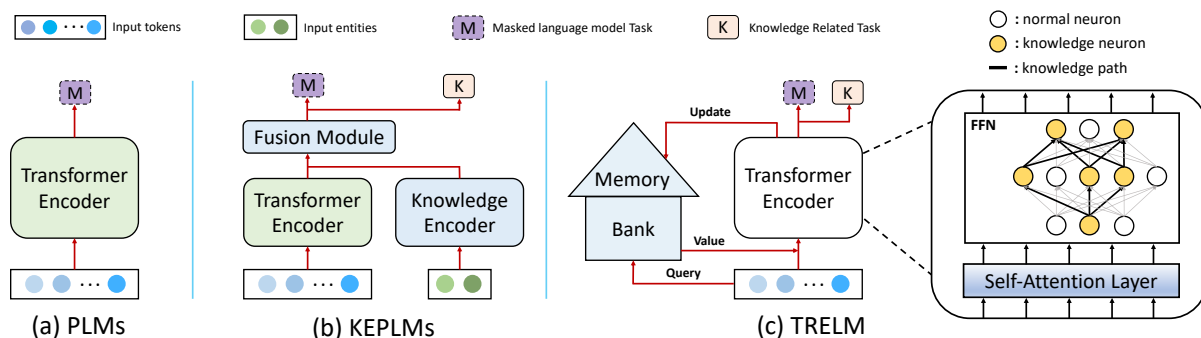 Input tokens
Input entities
M
Masked language model Task
K
Knowledge Related Task
: normal neuron
: knowledge neuron
: knowledge path
M
Transformer
Encoder
(a) PLMs
M
K
Fusion Module
Transformer
Encoder
Knowledge
Encoder
(b) KEPLMs
M
K
Update
Memory
Bank
Transformer
Encoder
Value
Query
(c) TRELM
FFN
Self-Attention Layer